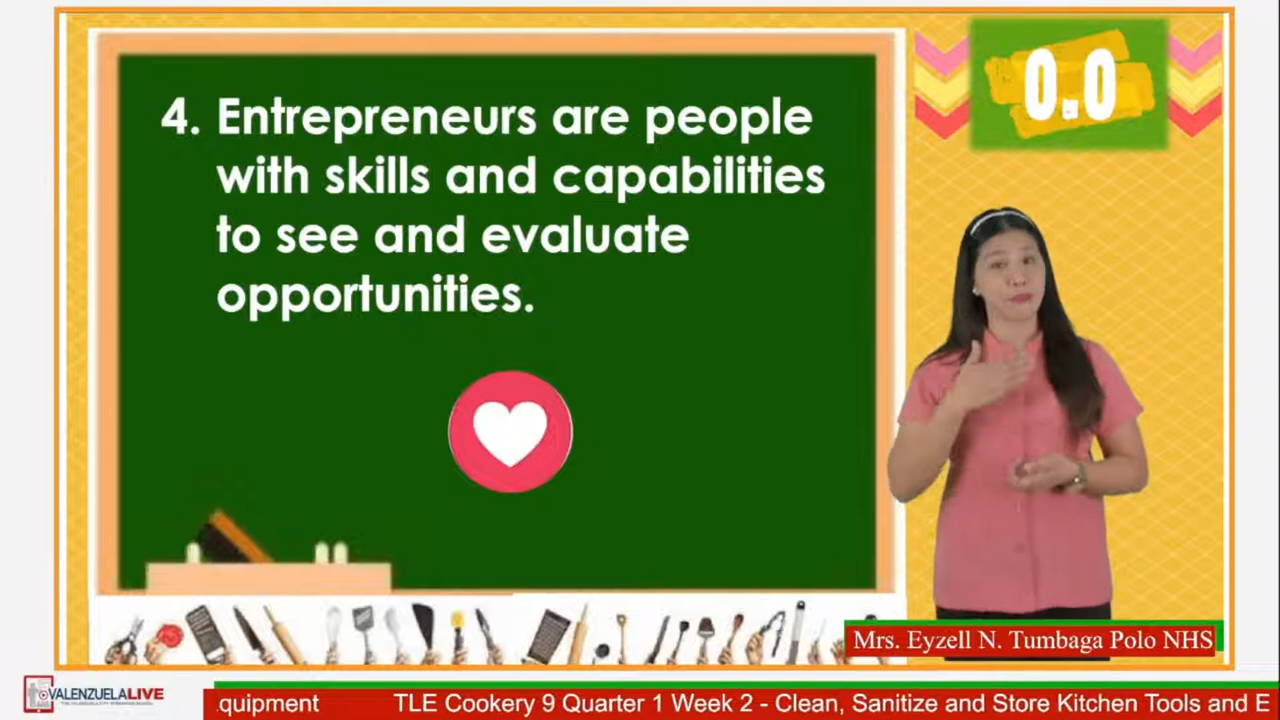 4. Entrepreneurs are people
with skills and capabilities
to see and evaluate
opportunities.
0.0
Mrs. Eyzell N. Tumbaga Polo NHS
VALENZUELALIVE
.quipment TLE Cookery 9 Quarter 1 Week 2 - Clean, Sanitize and Store Kitchen Tools and E